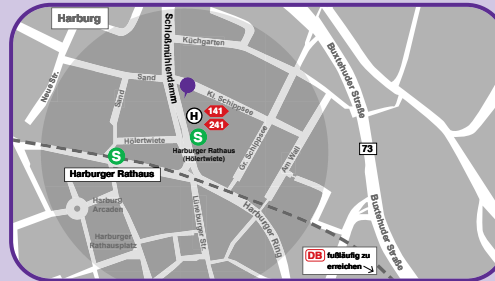 Harburg
Schloßmühlendamm
Küchgarten
Buxtehuder Straße
Neue Str.
Sand
Sand
Kl. Schippsee
H
141
241
S
Harburger Rathaus
(Hölertwiete)
Hölertwiete
Gr. Schippsee
Am Wall
73
S
Harburger Rathaus
Harburg
Arcaden
Lüneburger Str.
Harburger Ring
Buxtehuder Straße
Harburger
Rathausplatz
DB fußläufig zu
erreichen